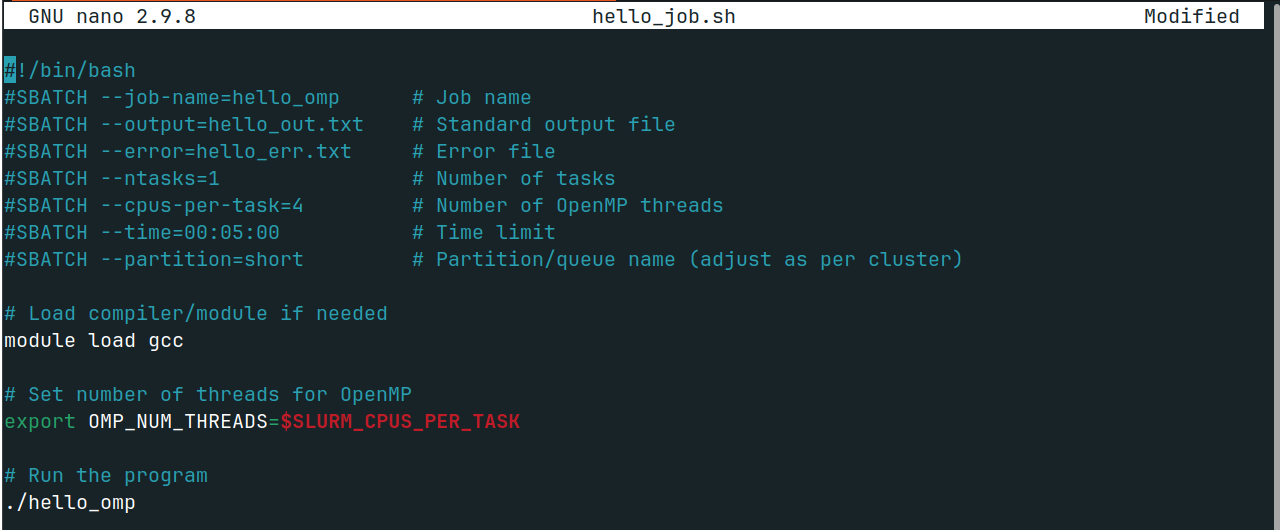 GNU nano 2.9.8 hello_job.sh Modified
#!/bin/bash
#SBATCH --job-name=hello_omp # Job name
#SBATCH --output=hello_out.txt # Standard output file
#SBATCH --error=hello_err.txt # Error file
#SBATCH --ntasks=1 # Number of tasks
#SBATCH --cpus-per-task=4 # Number of OpenMP threads
#SBATCH --time=00:05:00 # Time limit
#SBATCH --partition=short # Partition/queue name (adjust as per cluster)
# Load compiler/module if needed
module load gcc
# Set number of threads for OpenMP
export OMP_NUM_THREADS=$SLURM_CPUS_PER_TASK
# Run the program
./hello_omp